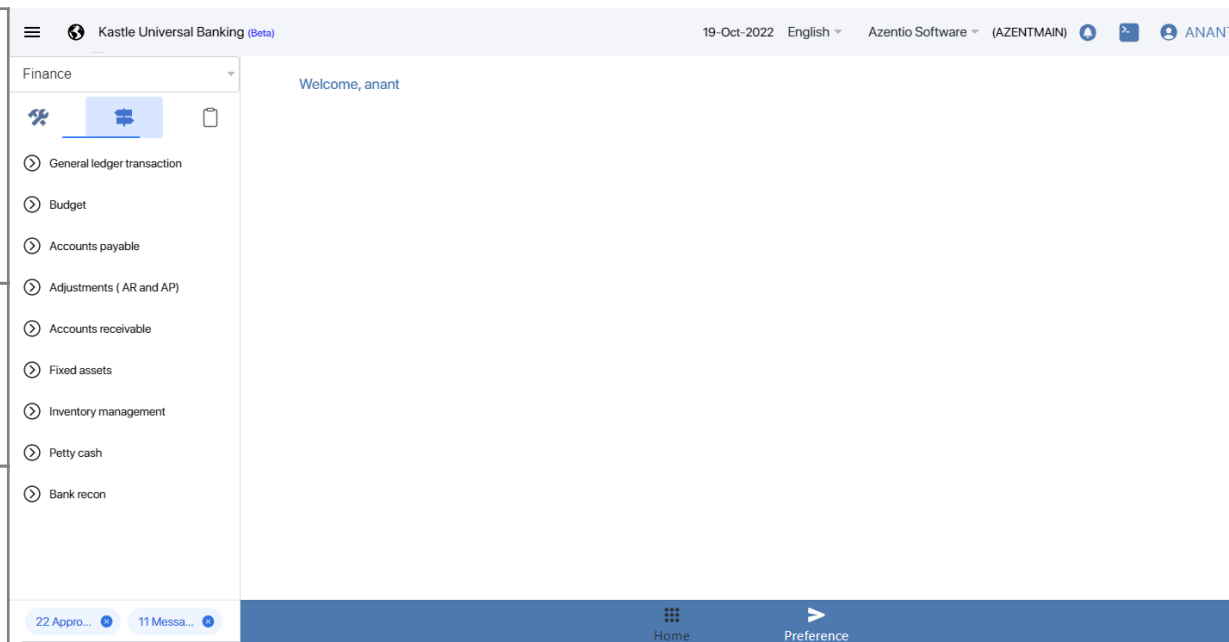 Kastle Universal Banking (Beta) 19-Oct-2022 English Azentio Software (AZENTMAIN) ANANT
Finance
Welcome, anant
General ledger transaction
Budget
Accounts payable
Adjustments ( AR and AP)
Accounts receivable
Fixed assets
Inventory management
Petty cash
Bank recon
22 Appro... 11 Messa...
Home Preference